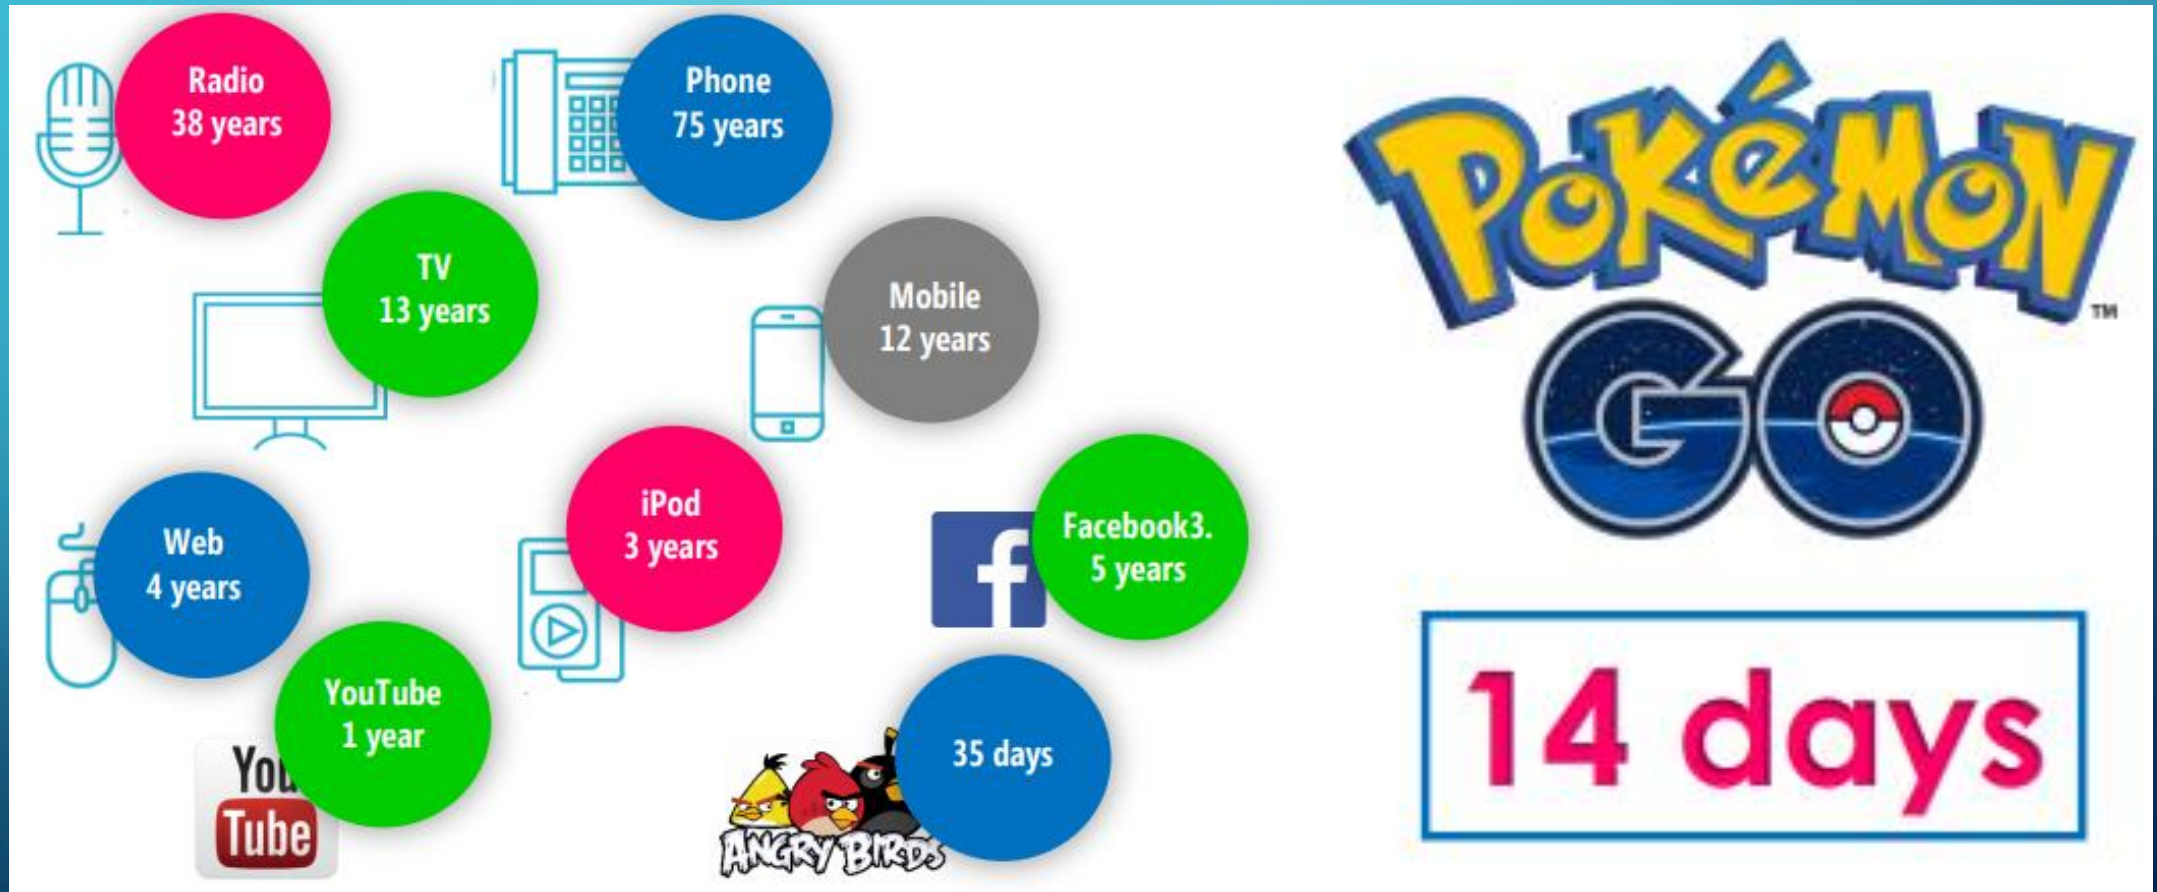 Radio
38 years
Phone
75 years
TV
13 years
Mobile
12 years
Web
4 years
iPod
3 years
Facebook3.
5 years
YouTube
1 year
You
Tube
35 days
ANGRY BIRDS
POKéMON
TM
GO
14 days